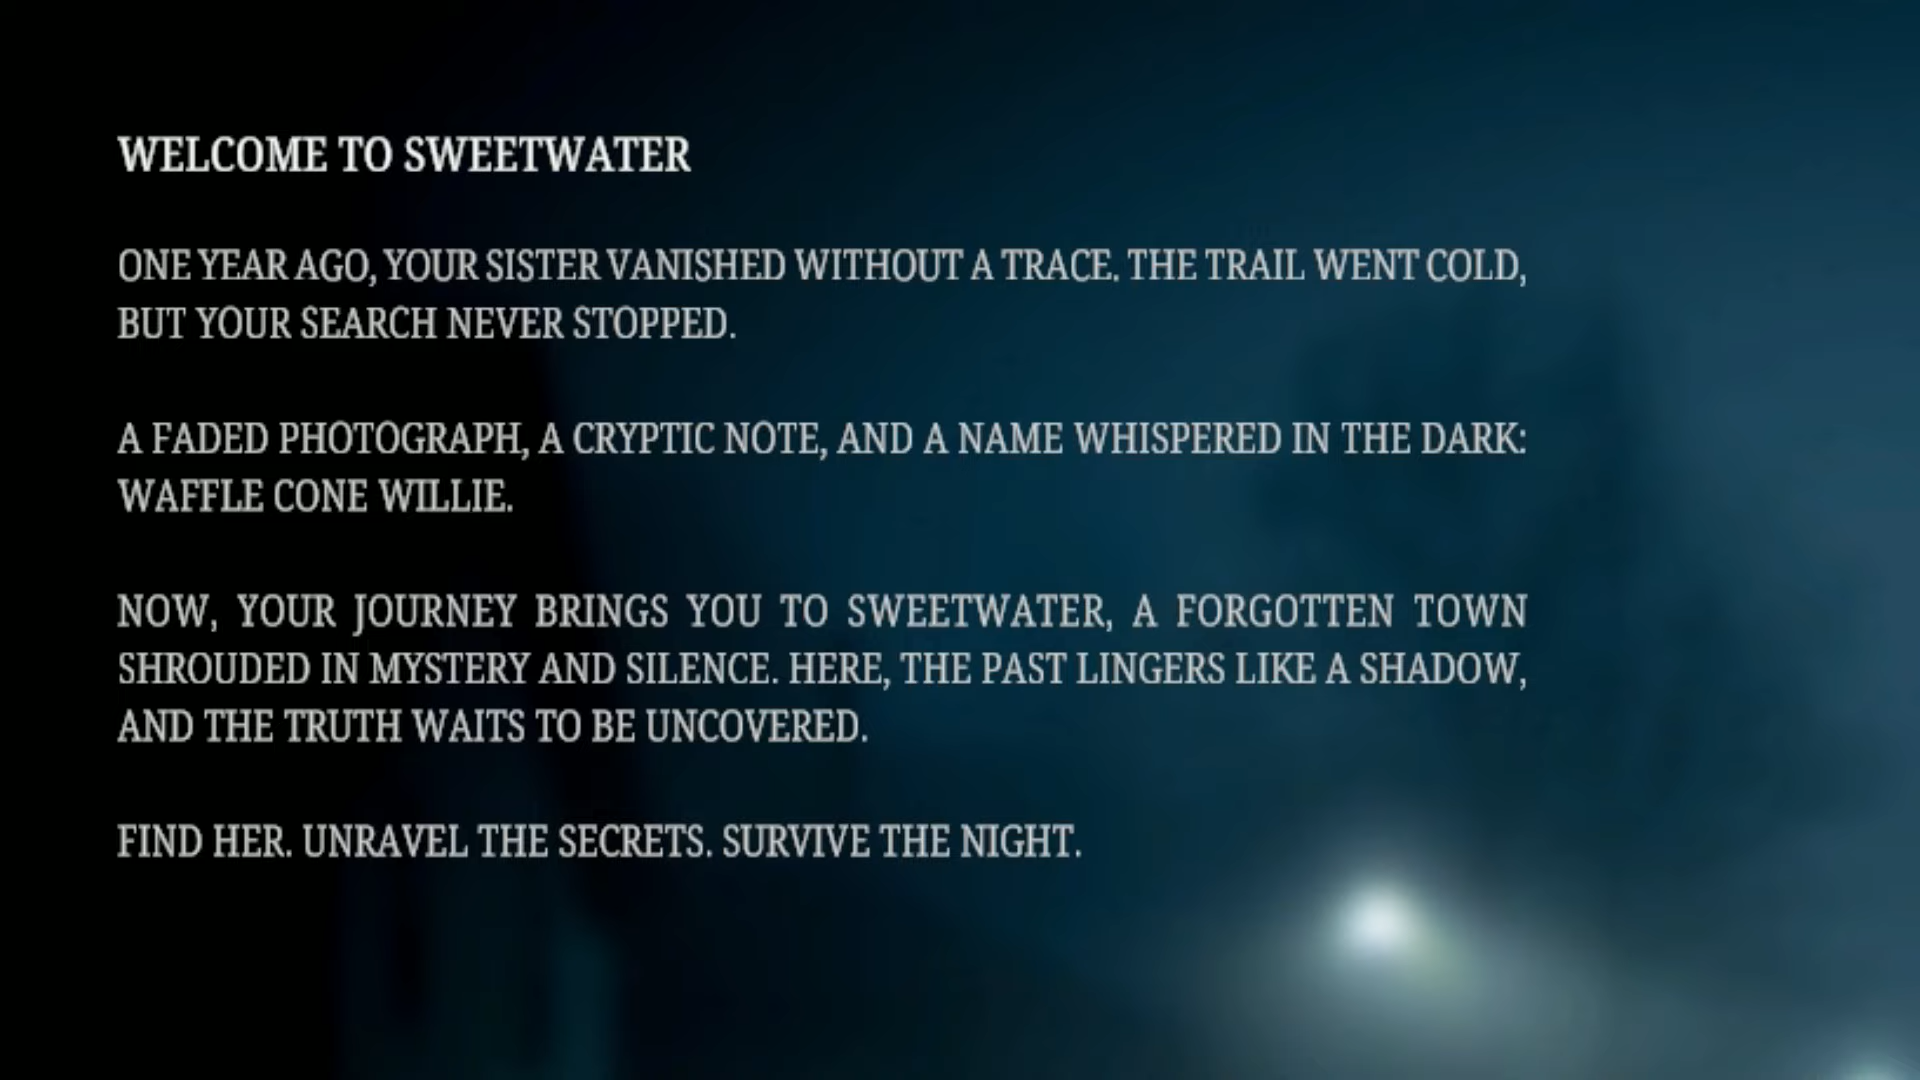 WELCOME TO SWEETWATER
ONE YEAR AGO, YOUR SISTER VANISHED WITHOUT A TRACE. THE TRAIL WENT COLD,
BUT YOUR SEARCH NEVER STOPPED.
A FADED PHOTOGRAPH, A CRYPTIC NOTE, AND A NAME WHISPERED IN THE DARK:
WAFFLE CONE WILLIE.
NOW, YOUR JOURNEY BRINGS YOU TO SWEETWATER, A FORGOTTEN TOWN
SHROUDED IN MYSTERY AND SILENCE. HERE, THE PAST LINGERS LIKE A SHADOW,
AND THE TRUTH WAITS TO BE UNCOVERED.
FIND HER. UNRAVEL THE SECRETS. SURVIVE THE NIGHT.